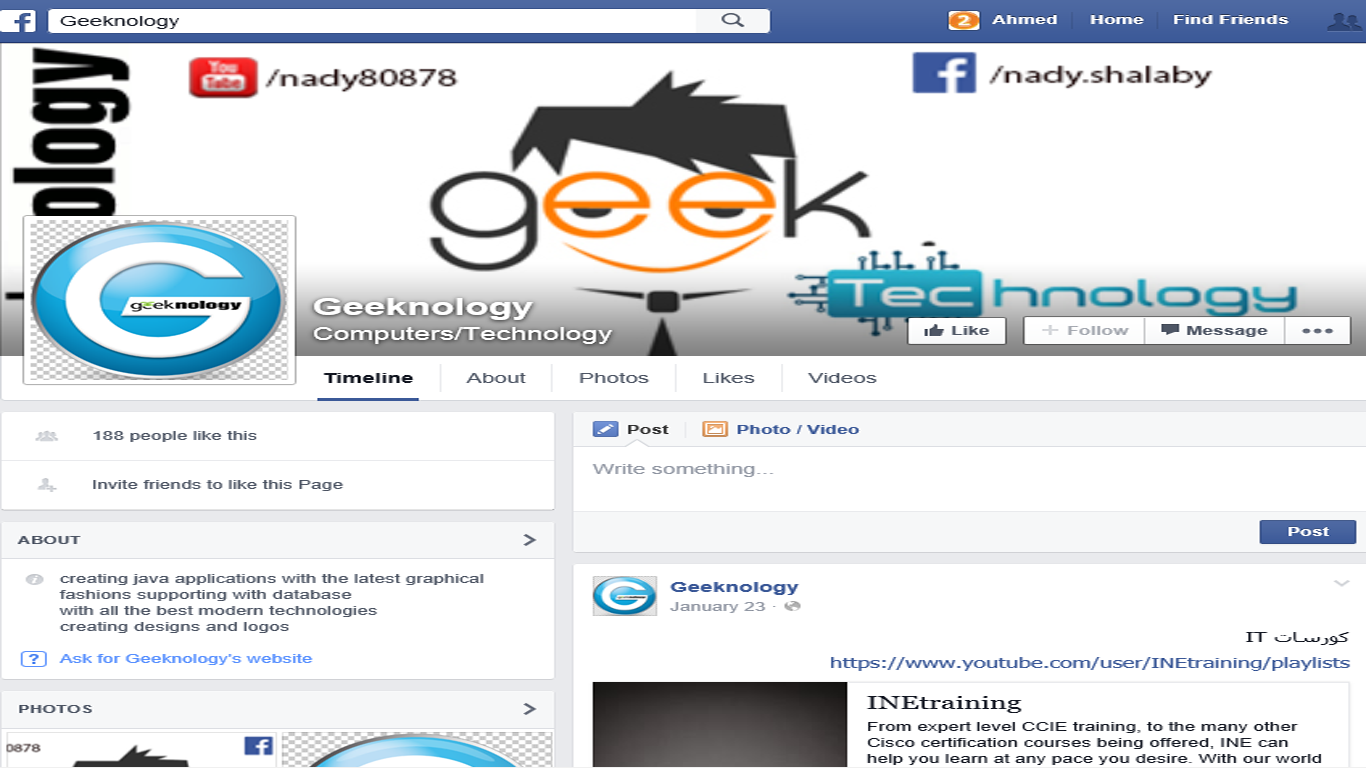 Geeknology
2 Ahmed Home Find Friends
ology
You Tube /nady80878
/nady.shalaby
geek
Technology
geeknology
Geeknology
Computers/Technology
Like
+ Follow
Message
Timeline About Photos Likes Videos
188 people like this
Invite friends to like this Page
ABOUT
creating java applications with the latest graphical
fashions supporting with database
with all the best modern technologies
creating designs and logos
? Ask for Geeknology's website
PHOTOS
0878
Post Photo / Video
Write something...
Post
Geeknology
January 23 ·
كورسات IT
https://www.youtube.com/user/INEtraining/playlists
INEtraining
From expert level CCIE training, to the many other
Cisco certification courses being offered, INE can
help you learn at any pace you desire. With our world